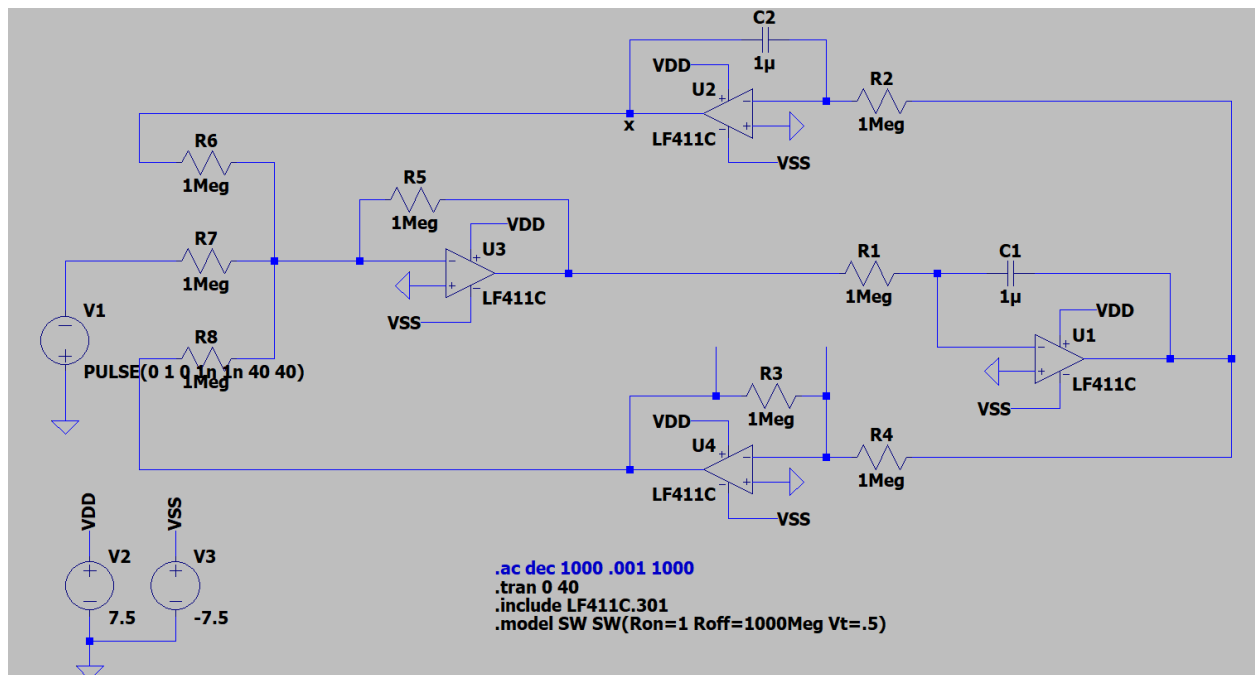 C2
1µ
VDD
U2
R2
1Meg
x
LF411C
VSS
R6
1Meg
R5
1Meg
VDD
U3
R7
1Meg
LF411C
VSS
R1
1Meg
C1
1µ
V1
R8
1Meg
PULSE(0 1 0 1n 1n 40 40)
VDD
U1
LF411C
VSS
R3
1Meg
VDD
U4
R4
1Meg
LF411C
VSS
VDD
VSS
V2
7.5
V3
-7.5
.ac dec 1000 .001 1000
.tran 0 40
.include LF411C.301
.model SW SW(Ron=1 Roff=1000Meg Vt=.5)